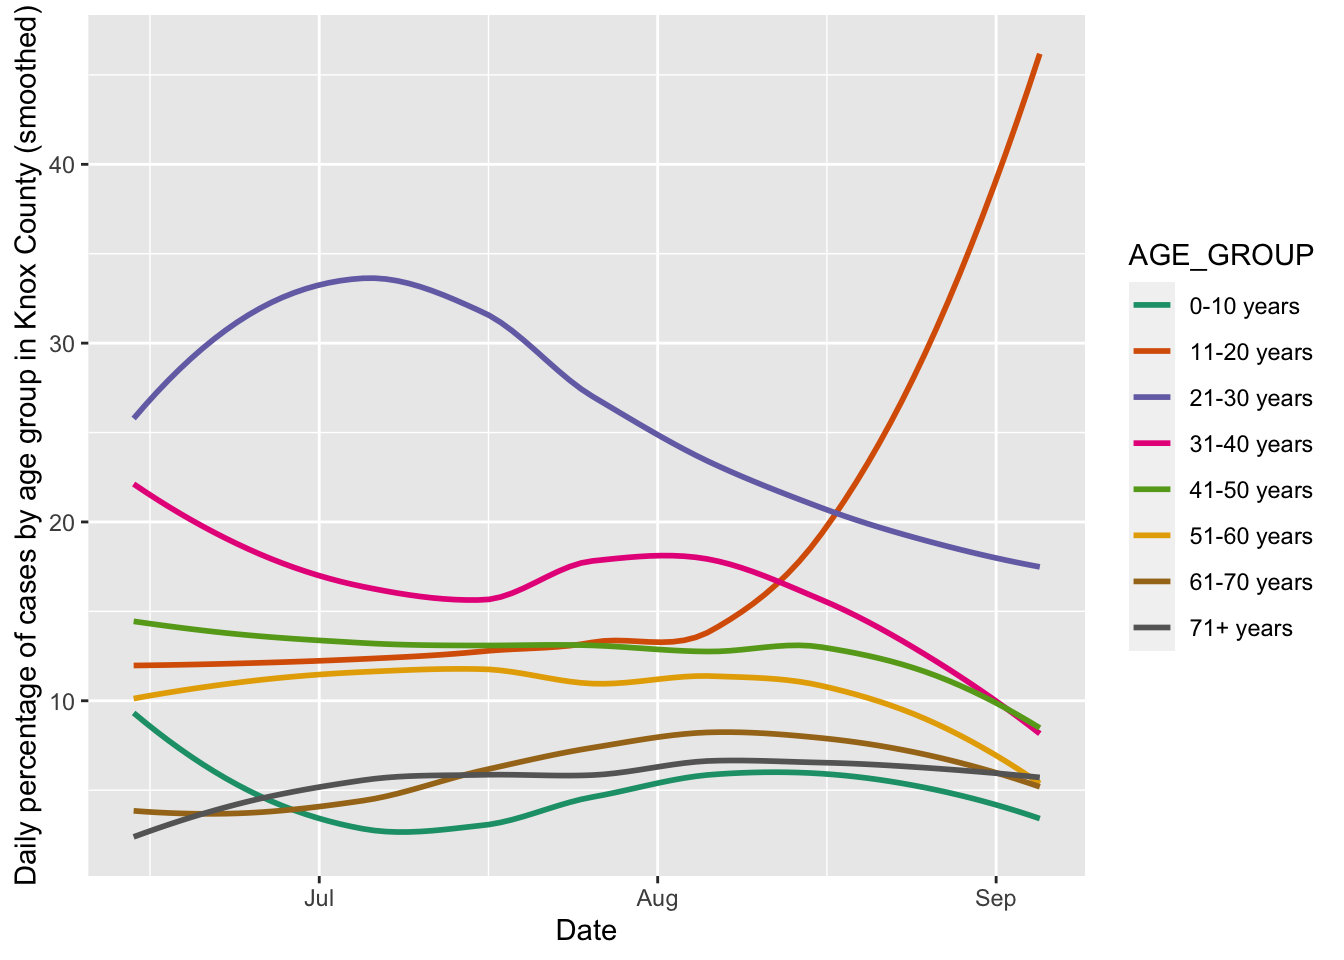 Daily percentage of cases by age group in Knox County (smoothed)
40
30
20
10
Jul
Aug
Sep
Date
AGE_GROUP
0-10 years
11-20 years
21-30 years
31-40 years
41-50 years
51-60 years
61-70 years
71+ years